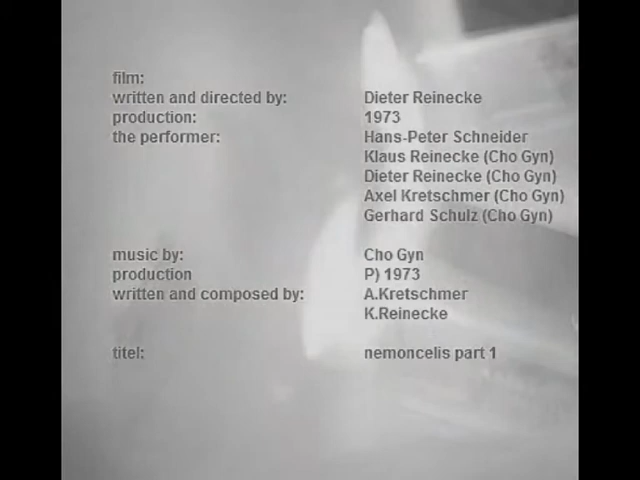 film:
written and directed by: Dieter Reinecke
production: 1973
the performer: Hans-Peter Schneider
Klaus Reinecke (Cho Gyn)
Dieter Reinecke (Cho Gyn)
Axel Kretschmer (Cho Gyn)
Gerhard Schulz (Cho Gyn)
music by: Cho Gyn
production P) 1973
written and composed by: A.Kretschmer
K.Reinecke
titel: nemoncelis part 1